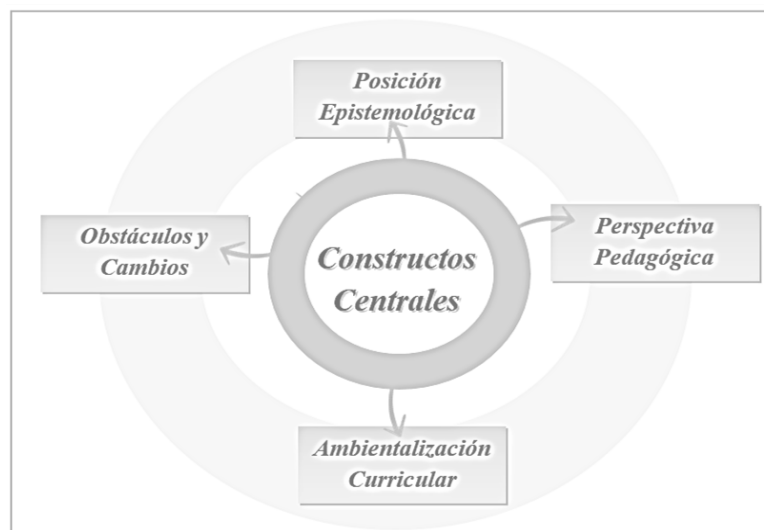 Posición
Epistemológica
Obstáculos y
Cambios
Constructos
Centrales
Perspectiva
Pedagógica
Ambientalización
Curricular